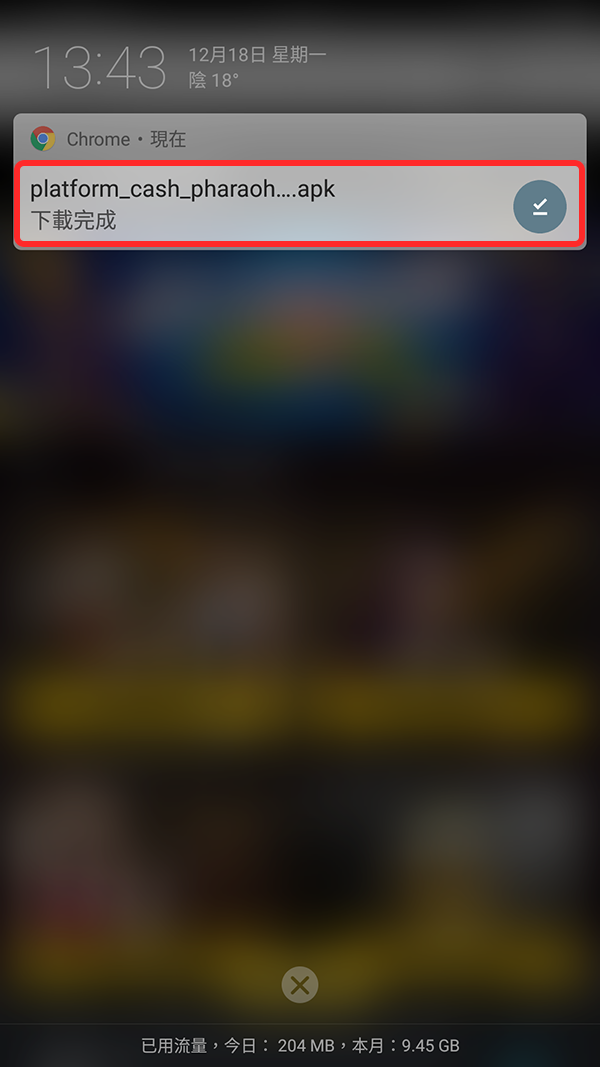 13:43
12月18日 星期一
陰 18°
Chrome • 現在
platform_cash_pharaoh....apk
下載完成
已用流量，今日： 204 MB，本月：9.45 GB